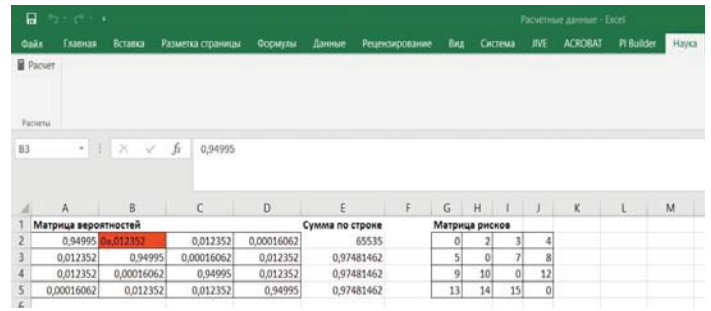 Расчетные данные - Excel
Файл Главная Вставка Разметка страницы Формулы Данные Рецензирование Вид Система JIVE ACROBAT PI Builder Наука
Расчет
Расчеты
B3 fx 0,94995
A B C D E F G H I J K L M
1 Матрица вероятностей Сумма по строке Матрица рисков
2 0,94995 0a,012352 0,012352 0,00016062 65535 0 2 3 4
3 0,012352 0,94995 0,00016062 0,012352 0,97481462 5 0 7 8
4 0,012352 0,00016062 0,94995 0,012352 0,97481462 9 10 0 12
5 0,00016062 0,012352 0,012352 0,94995 0,97481462 13 14 15 0
6